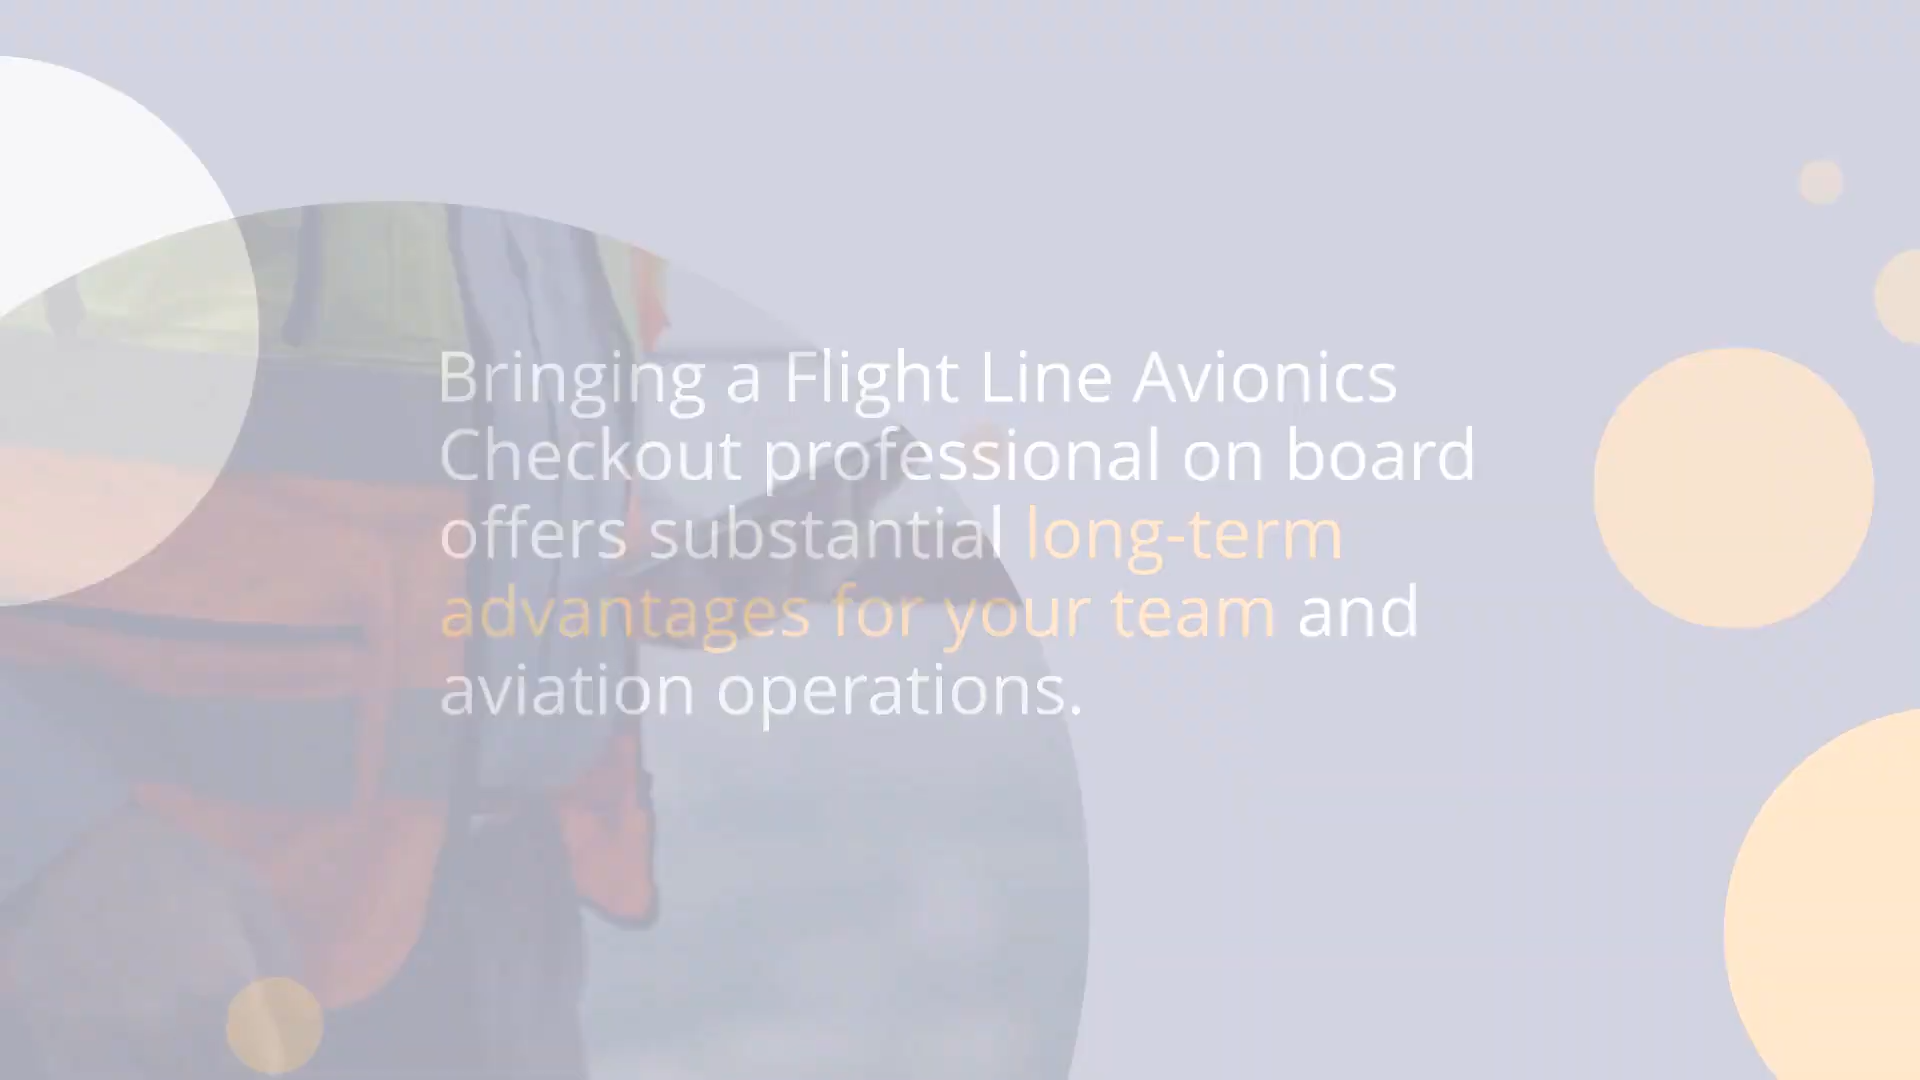 Bringing a Flight Line Avionics
Checkout professional on board
offers substantial long-term
advantages for your team and
aviation operations.